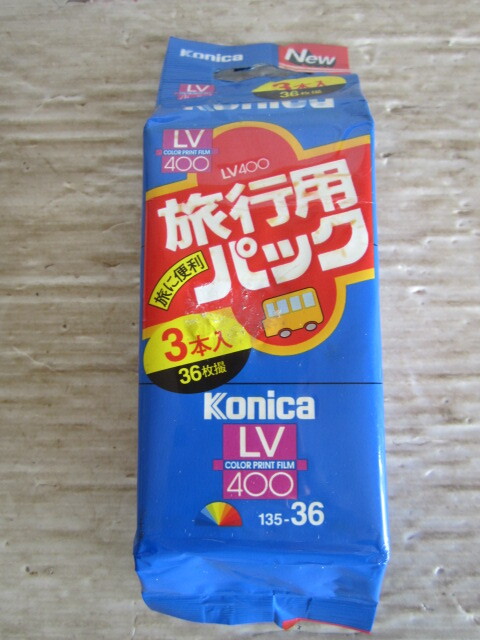 Konica
New
LV
3本入
36枚撮
Konica
LV
COLOR PRINT FILM
400
LV400
旅行用
パック
旅に便利
3本入
36枚撮
Konica
LV
COLOR PRINT FILM
400
135-36